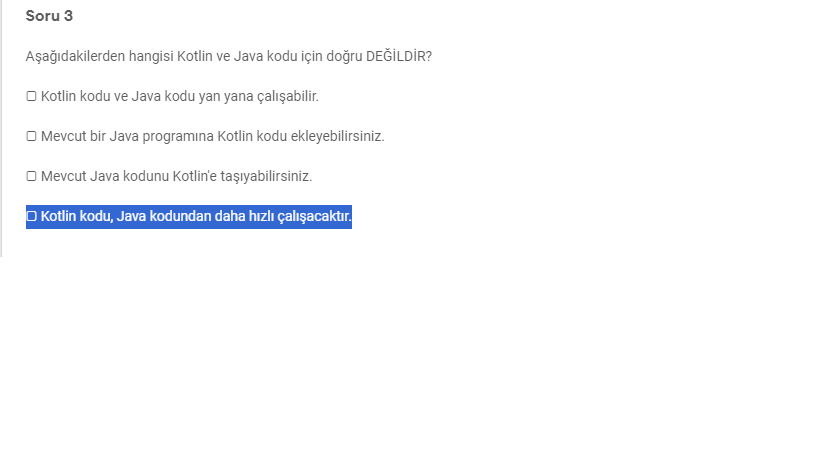 Soru 3
Aşağıdakilerden hangisi Kotlin ve Java kodu için doğru DEĞİLDİR?
▢ Kotlin kodu ve Java kodu yan yana çalışabilir.
▢ Mevcut bir Java programına Kotlin kodu ekleyebilirsiniz.
▢ Mevcut Java kodunu Kotlin'e taşıyabilirsiniz.
▢ Kotlin kodu, Java kodundan daha hızlı çalışacaktır.